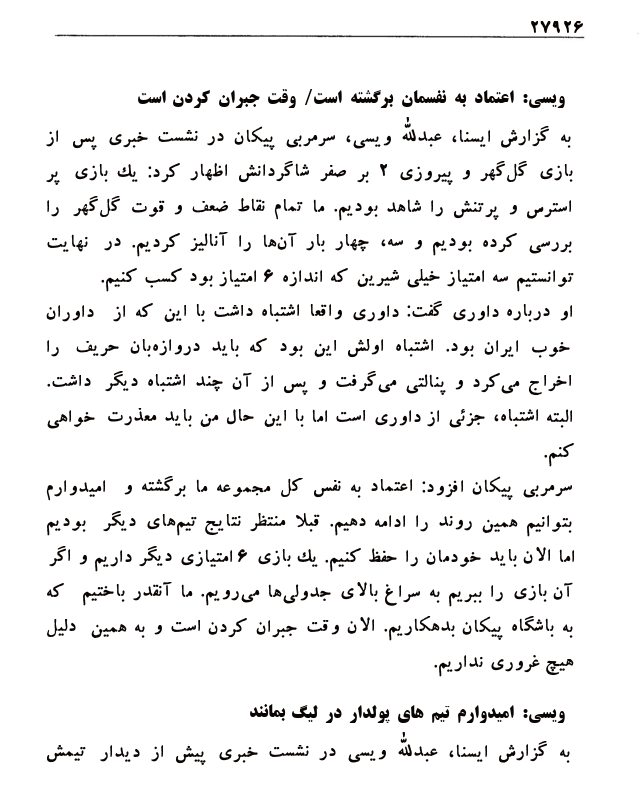 ۲۷۹۲۶
ویسی: اعتماد به نفسمان برگشته است/ وقت جبران کردن است
به گزارش ایسنا، عبدالله ویسی، سرمربی پیکان در نشست خبری پس از
بازی گل‌گهر و پیروزی ۲ بر صفر شاگردانش اظهار کرد: یك بازی پر
استرس و پرتنش را شاهد بودیم. ما تمام نقاط ضعف و قوت گل‌گهر را
بررسی کرده بودیم و سه، چهار بار آن‌ها را آنالیز کردیم. در نهایت
توانستیم سه امتیاز خیلی شیرین که اندازه ۶ امتیاز بود کسب کنیم.
او درباره داوری گفت: داوری واقعا اشتباه داشت با این که از داوران
خوب ایران بود. اشتباه اولش این بود که باید دروازه‌بان حریف را
اخراج می‌کرد و پنالتی می‌گرفت و پس از آن چند اشتباه دیگر داشت.
البته اشتباه، جزئی از داوری است اما با این حال من باید معذرت خواهی
کنم.
سرمربی پیکان افزود: اعتماد به نفس کل مجموعه ما برگشته و امیدوارم
بتوانیم همین روند را ادامه دهیم. قبلا منتظر نتایج تیم‌های دیگر بودیم
اما الان باید خودمان را حفظ کنیم. یك بازی ۶ امتیازی دیگر داریم و اگر
آن بازی را ببریم به سراغ بالای جدولی‌ها می‌رویم. ما آنقدر باختیم که
به باشگاه پیکان بدهکاریم. الان وقت جبران کردن است و به همین دلیل
هیچ غروری نداریم.
ویسی: امیدوارم تیم های پولدار در لیگ بمانند
به گزارش ایسنا، عبدالله ویسی در نشست خبری پیش از دیدار تیمش